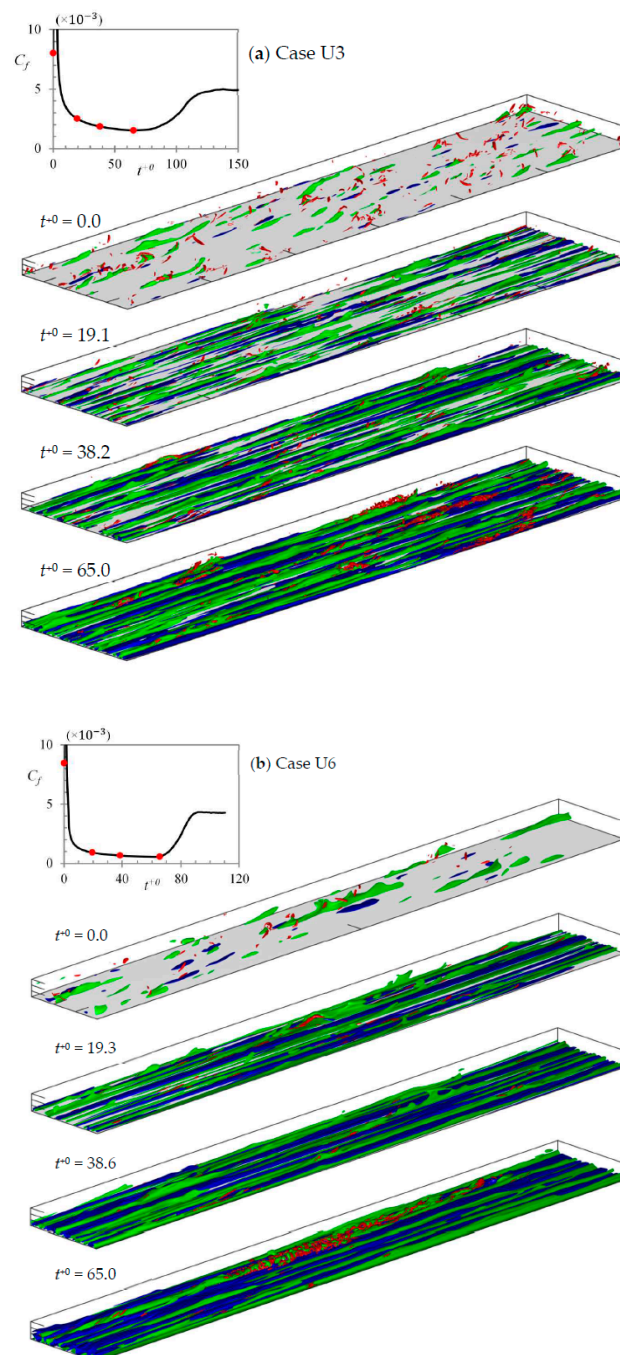 (×10⁻³)
10
(a) Case U3
C_f
5
0
0 50 t⁺⁰ 100 150
t⁺⁰ = 0.0
t⁺⁰ = 19.1
t⁺⁰ = 38.2
t⁺⁰ = 65.0
(×10⁻³)
10
(b) Case U6
C_f
5
0
0 40 t⁺⁰ 80 120
t⁺⁰ = 0.0
t⁺⁰ = 19.3
t⁺⁰ = 38.6
t⁺⁰ = 65.0